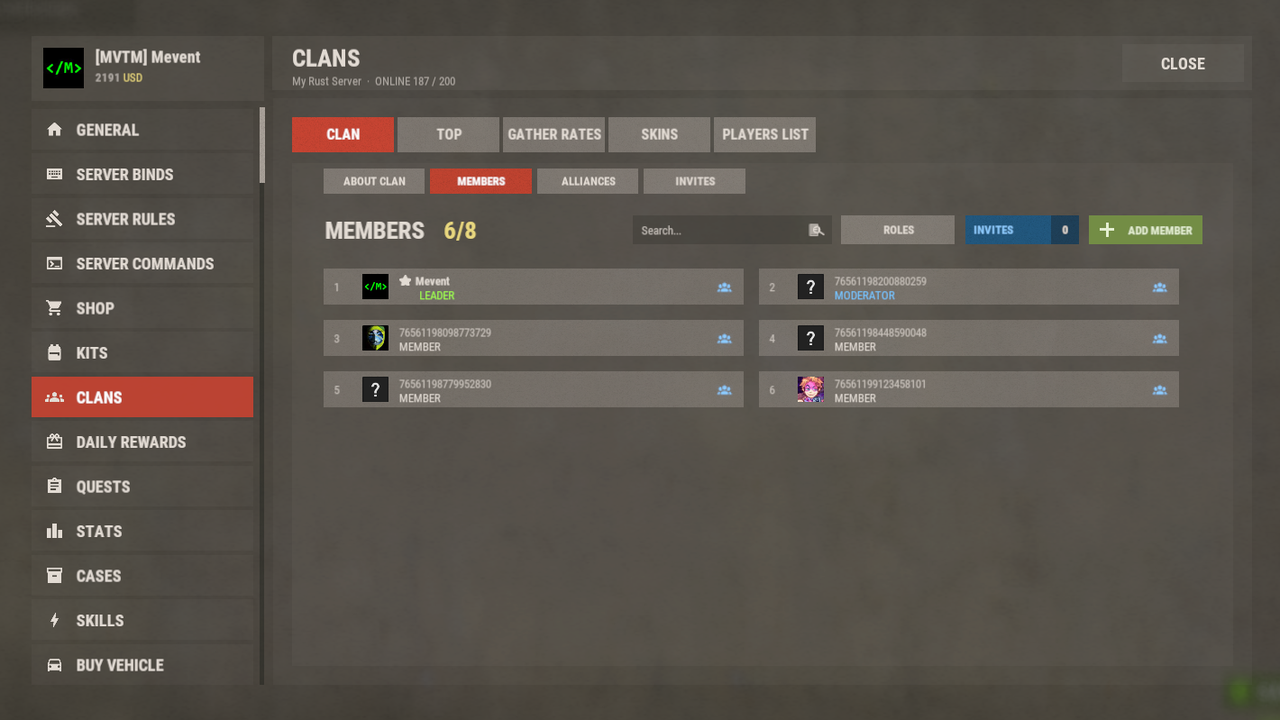 </M>
[MVTM] Mevent
2191 USD
CLANS
My Rust Server · ONLINE 187 / 200
CLOSE
GENERAL
SERVER BINDS
SERVER RULES
SERVER COMMANDS
SHOP
KITS
CLANS
DAILY REWARDS
QUESTS
STATS
CASES
SKILLS
BUY VEHICLE
CLAN TOP GATHER RATES SKINS PLAYERS LIST
ABOUT CLAN MEMBERS ALLIANCES INVITES
MEMBERS 6/8 Search... ROLES INVITES 0 ADD MEMBER
1 </M> Mevent
LEADER
2 ? 76561198200880259
MODERATOR
3 76561198098773729
MEMBER
4 ? 76561198448590048
MEMBER
5 ? 76561198779952830
MEMBER
6 76561199123458101
MEMBER